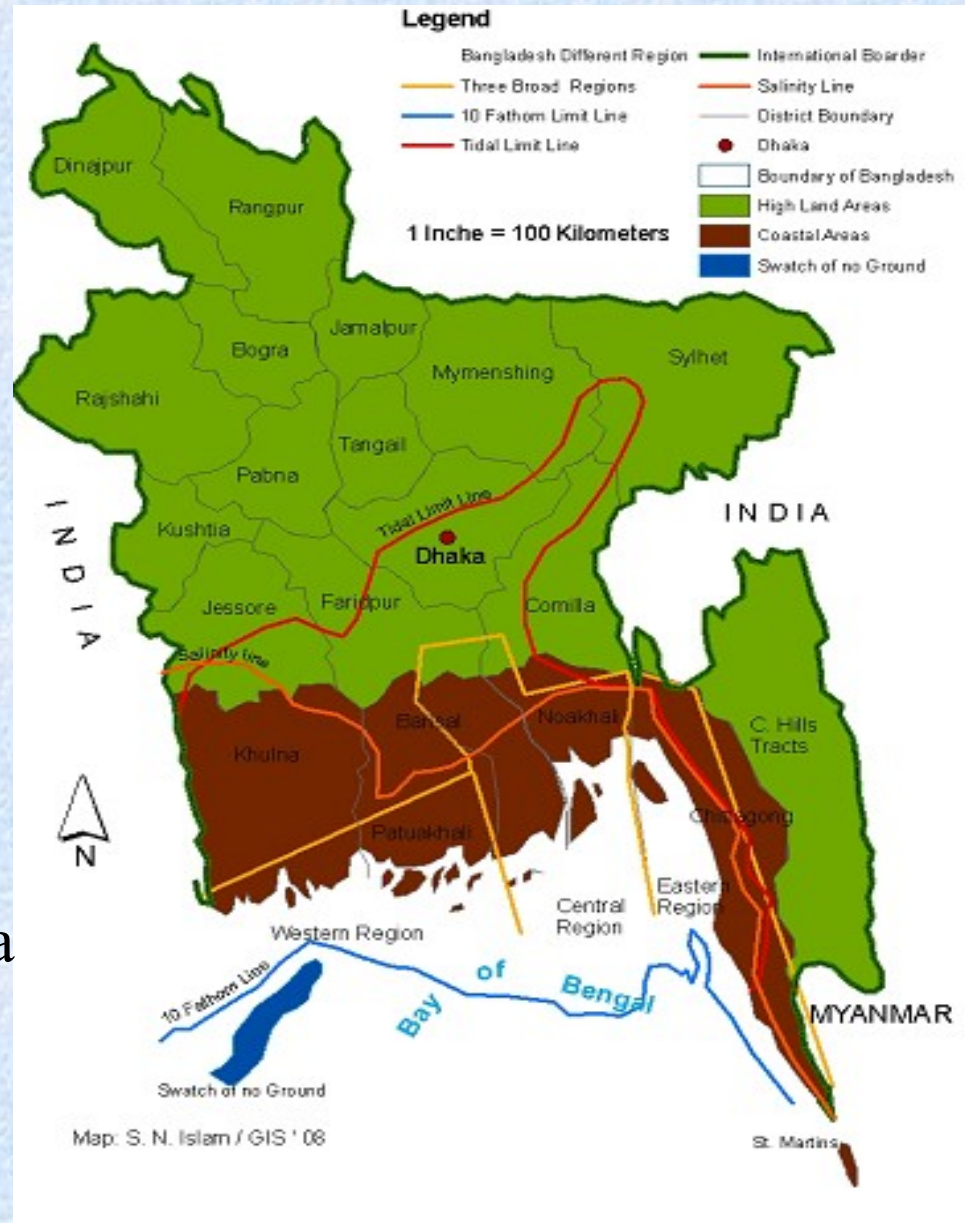 Legend
Bangladesh Different Region
Three Broad Regions
10 Fathom Limit Line
Tidal Limit Line
International Boarder
Salinity Line
District Boundary
Dhaka
Boundary of Bangladesh
High Land Areas
Coastal Areas
Swatch of no Ground
1 Inche = 100 Kilometers
Dinajpur
Rangpur
Jamalpur
Bogra
Mymenshing
Sylhet
Rajshahi
Tangail
Pabna
INDIA
INDIA
Tidal Limit Line
Kushtia
Dhaka
Jessore
Faridpur
Comilla
Salinity line
Barisal
Noakhali
C. Hills
Tracts
Khulna
Chittagong
Patuakhali
N
Eastern
Region
Central
Region
Western Region
a
10 Fathom Line
Bay of Bengal
MYANMAR
Swatch of no Ground
Map: S. N. Islam / GIS ' 08
St. Martins